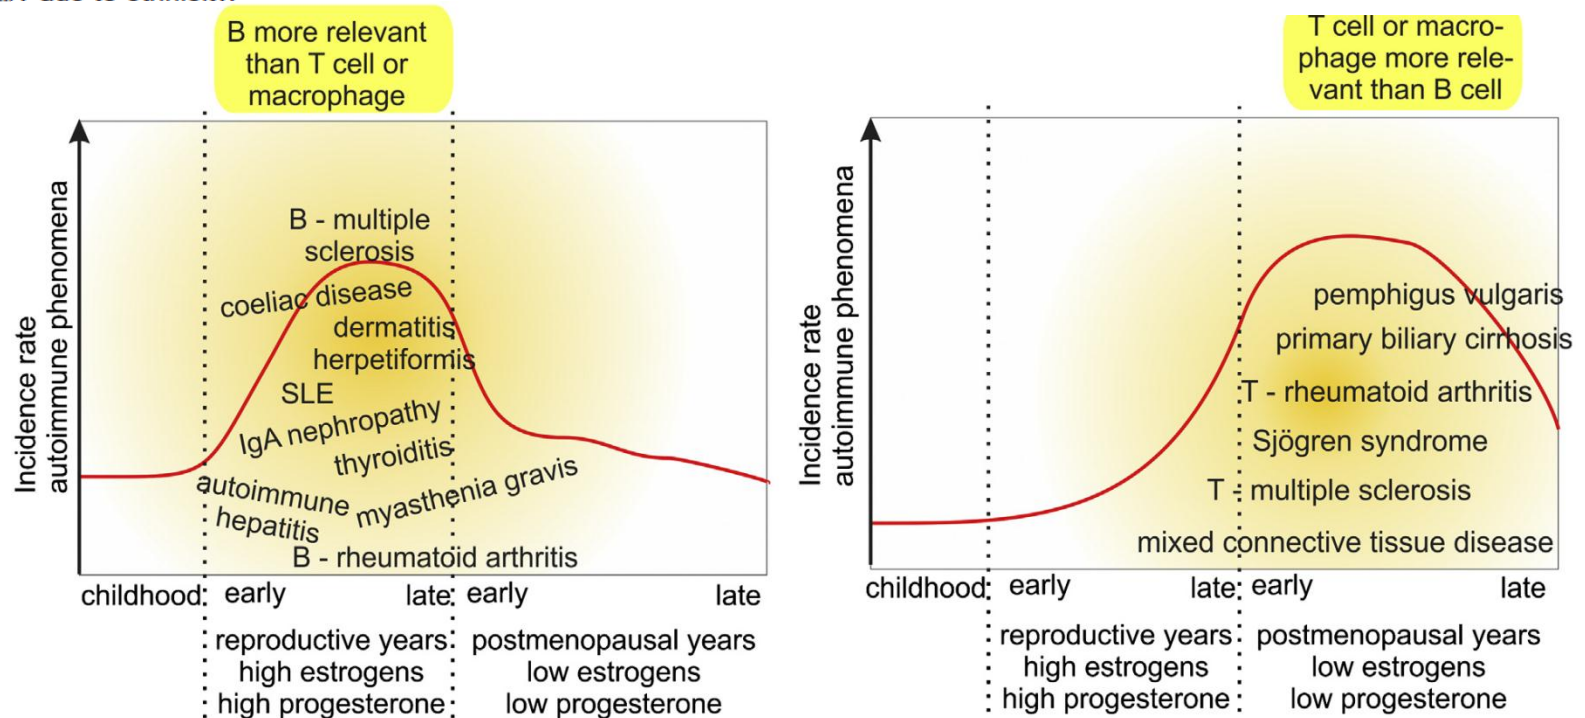 B more relevant
than T cell or
macrophage
Incidence rate
autoimmune phenomena
B - multiple
sclerosis
coeliac disease
dermatitis
herpetiformis
SLE
IgA nephropathy
thyroiditis
autoimmune
hepatitis
myasthenia gravis
B - rheumatoid arthritis
childhood early late early late
reproductive years postmenopausal years
high estrogens low estrogens
high progesterone low progesterone
T cell or macro-
phage more rele-
vant than B cell
Incidence rate
autoimmune phenomena
pemphigus vulgaris
primary biliary cirrhosis
T - rheumatoid arthritis
Sjögren syndrome
T - multiple sclerosis
mixed connective tissue disease
childhood early late early late
reproductive years postmenopausal years
high estrogens low estrogens
high progesterone low progesterone